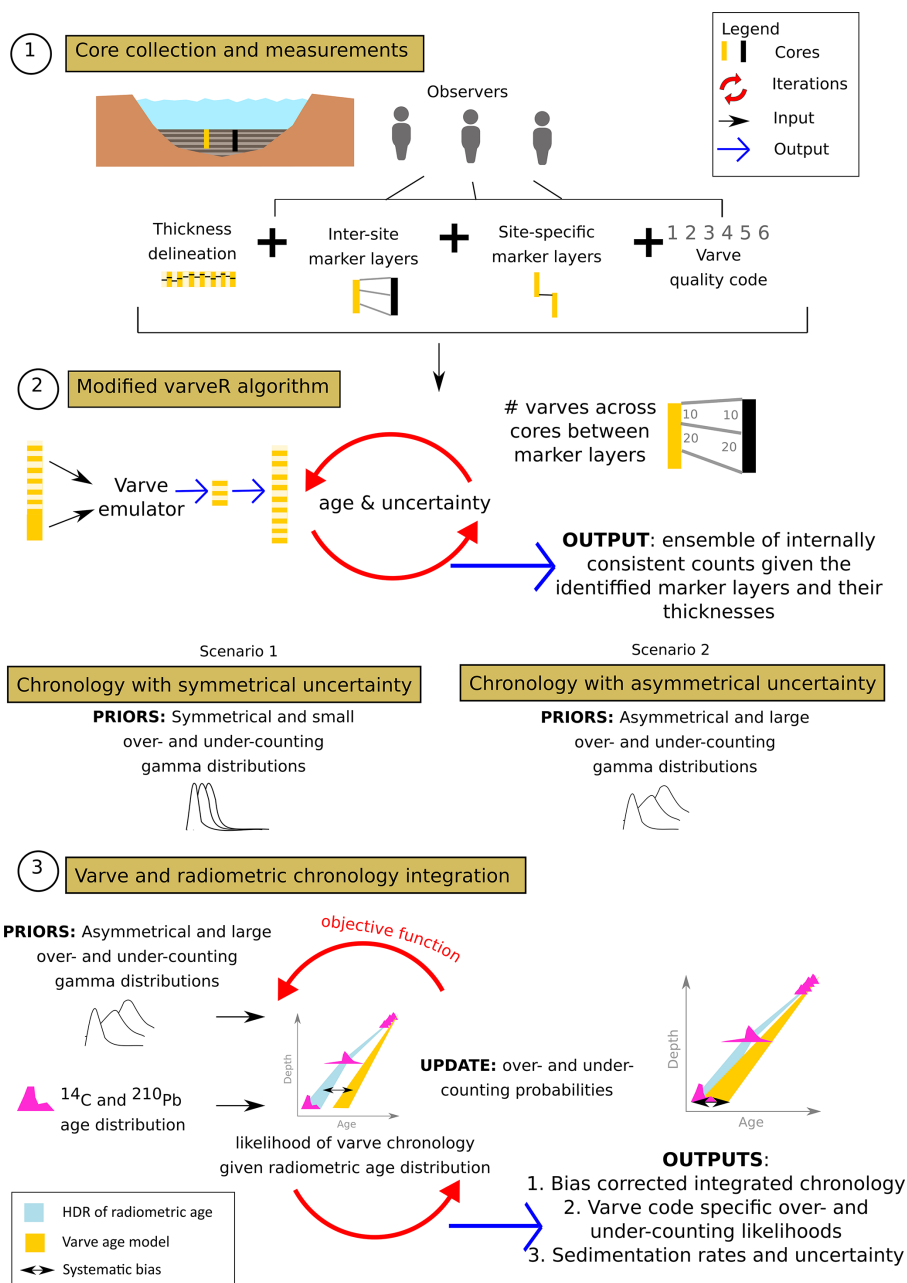 1
Core collection and measurements
Legend
Cores
Iterations
Input
Output
Observers
Thickness
delineation
Inter-site
marker layers
Site-specific
marker layers
1 2 3 4 5 6
Varve
quality code
2
Modified varveR algorithm
# varves across
cores between
marker layers
10
10
20
20
Varve
emulator
age & uncertainty
OUTPUT: ensemble of internally
consistent counts given the
identiffied marker layers and their
thicknesses
Scenario 1
Chronology with symmetrical uncertainty
PRIORS: Symmetrical and small
over- and under-counting
gamma distributions
Scenario 2
Chronology with asymmetrical uncertainty
PRIORS: Asymmetrical and large
over- and under-counting
gamma distributions
3
Varve and radiometric chronology integration
PRIORS: Asymmetrical and large
over- and under-counting
gamma distributions
14C and 210Pb
age distribution
objective function
Depth
Age
likelihood of varve chronology
given radiometric age distribution
UPDATE: over- and under-
counting probabilities
Depth
Age
OUTPUTS:
1. Bias corrected integrated chronology
2. Varve code specific over- and
under-counting likelihoods
3. Sedimentation rates and uncertainty
HDR of radiometric age
Varve age model
Systematic bias